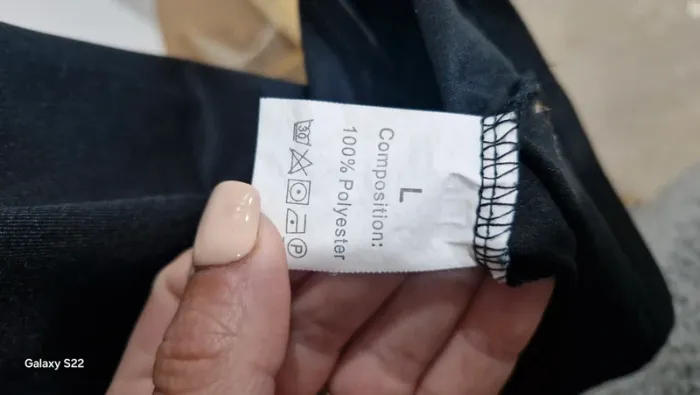 L
Composition:
100% Polyester
30
P
Galaxy S22